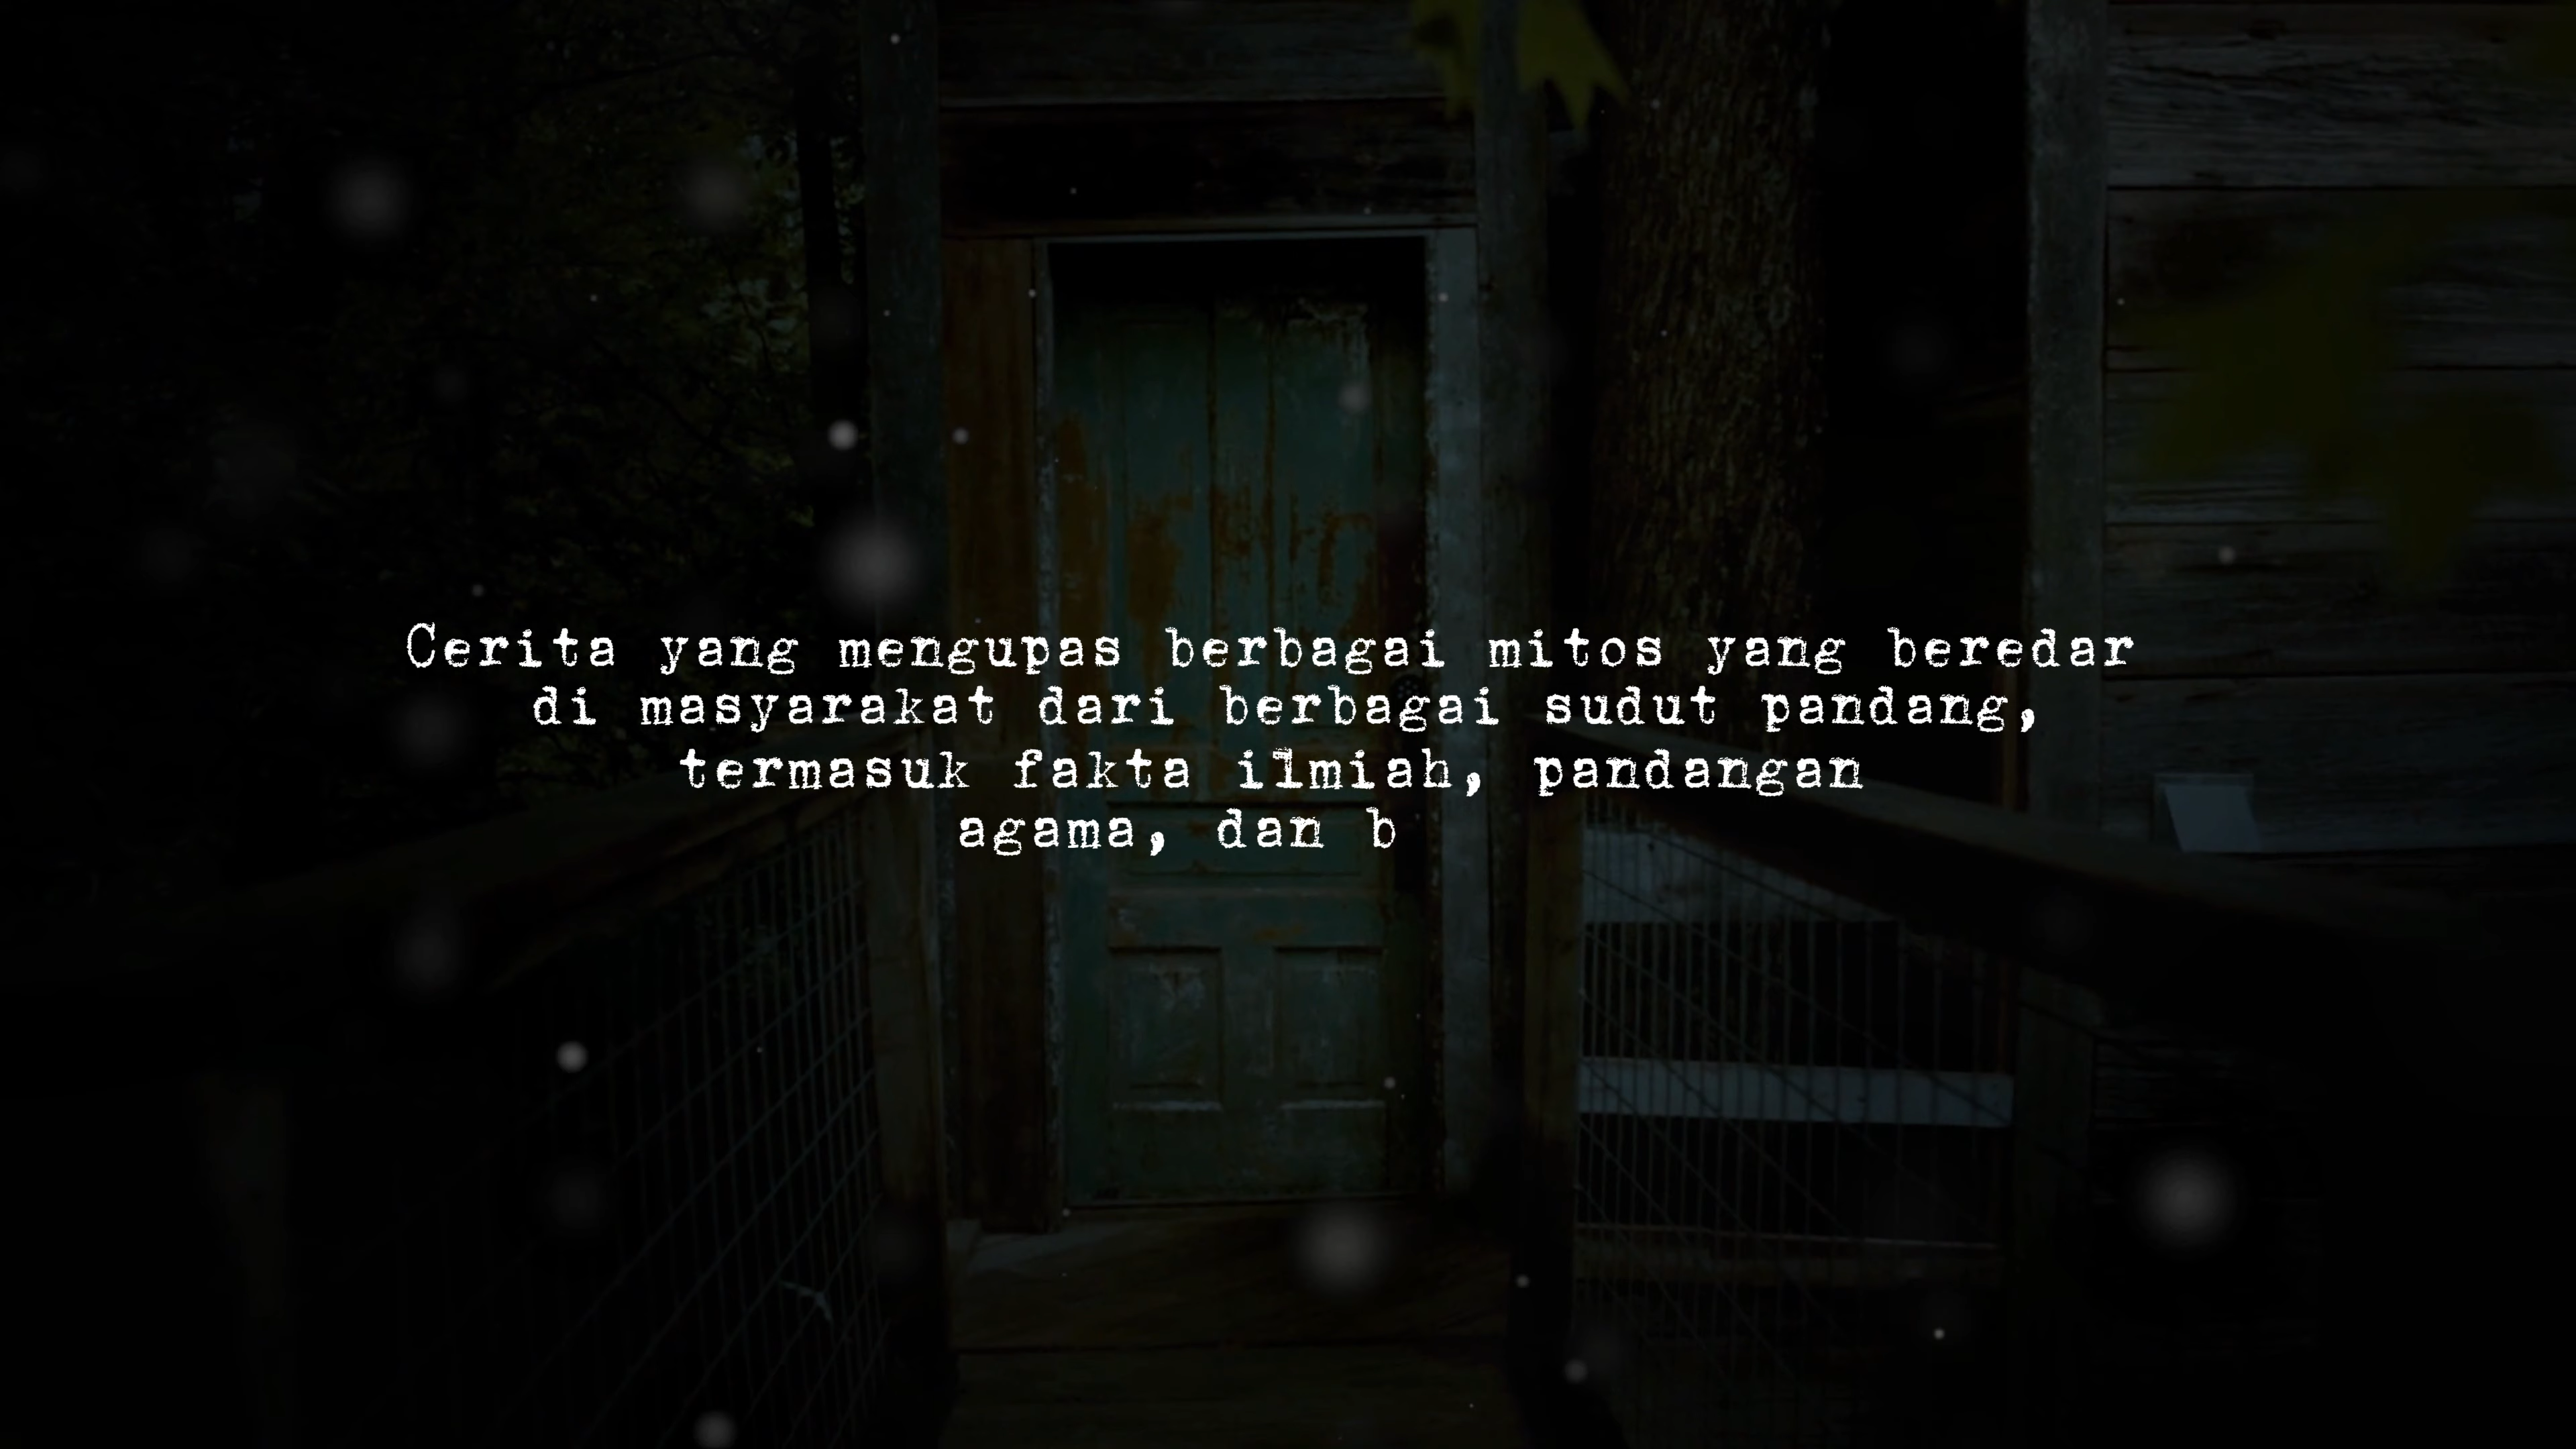 Cerita yang mengupas berbagai mitos yang beredar
di masyarakat dari berbagai sudut pandang,
termasuk fakta ilmiah, pandangan
agama, dan b